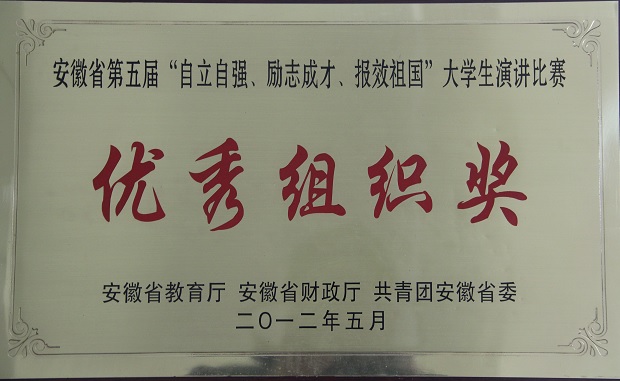 安徽省第五届“自立自强、励志成才、报效祖国”大学生演讲比赛
优秀组织奖
安徽省教育厅 安徽省财政厅 共青团安徽省委
二〇一二年五月